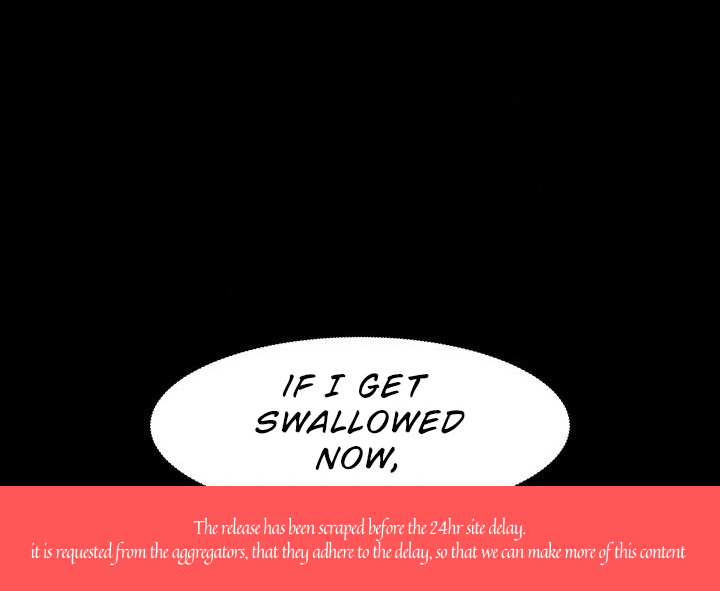 IF I GET
SWALLOWED
NOW,
The release has been scraped before the 24hr site delay.
it is requested from the aggregators, that they adhere to the delay, so that we can make more of this content